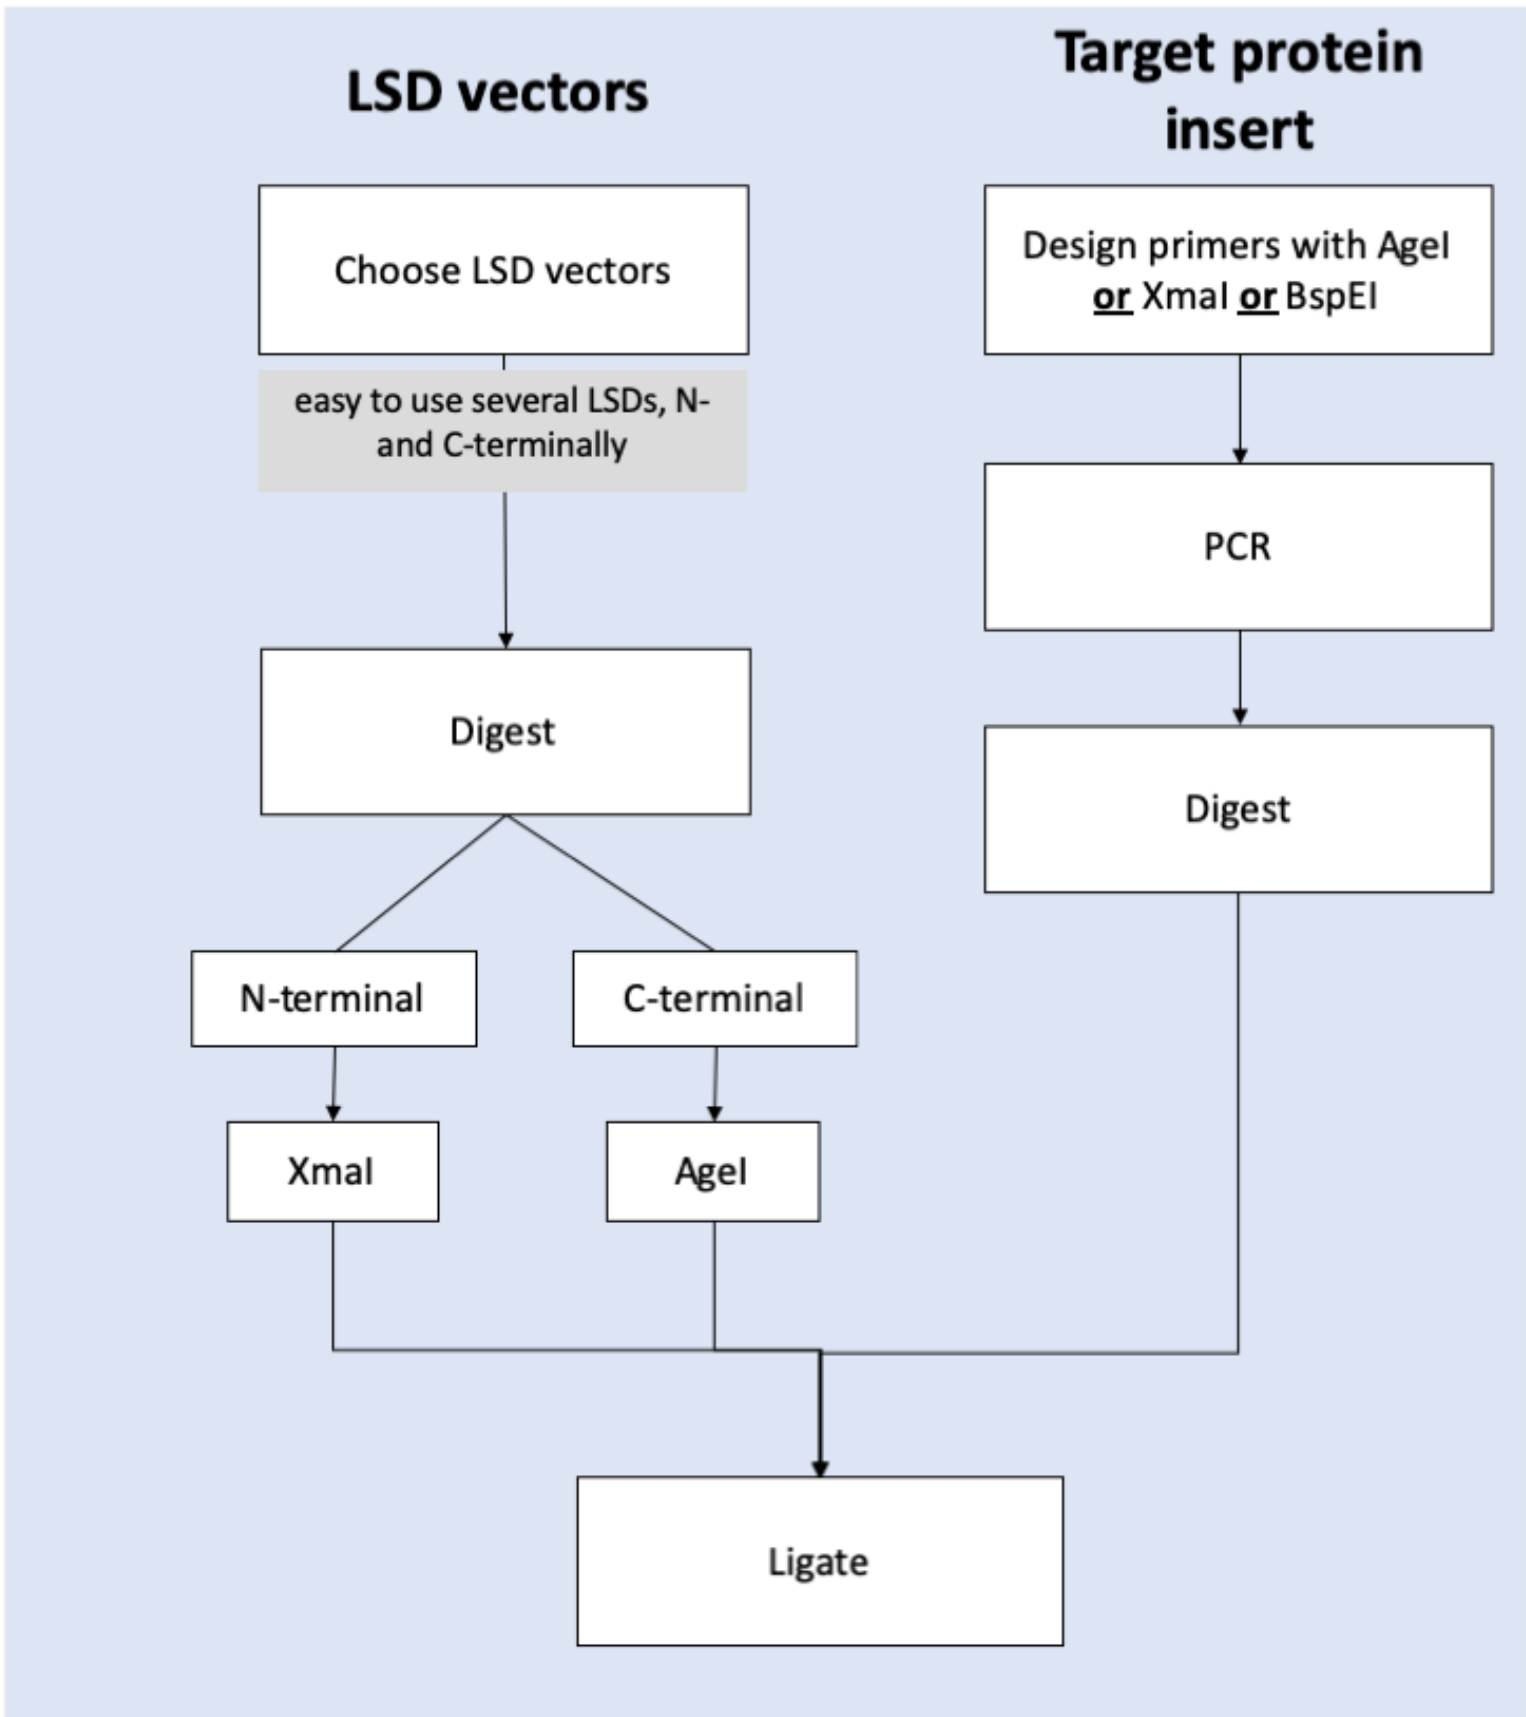 LSD vectors
Target protein
insert
Choose LSD vectors
easy to use several LSDs, N-
and C-terminally
Digest
N-terminal
C-terminal
XmaI
AgeI
Design primers with AgeI
or XmaI or BspEI
PCR
Digest
Ligate